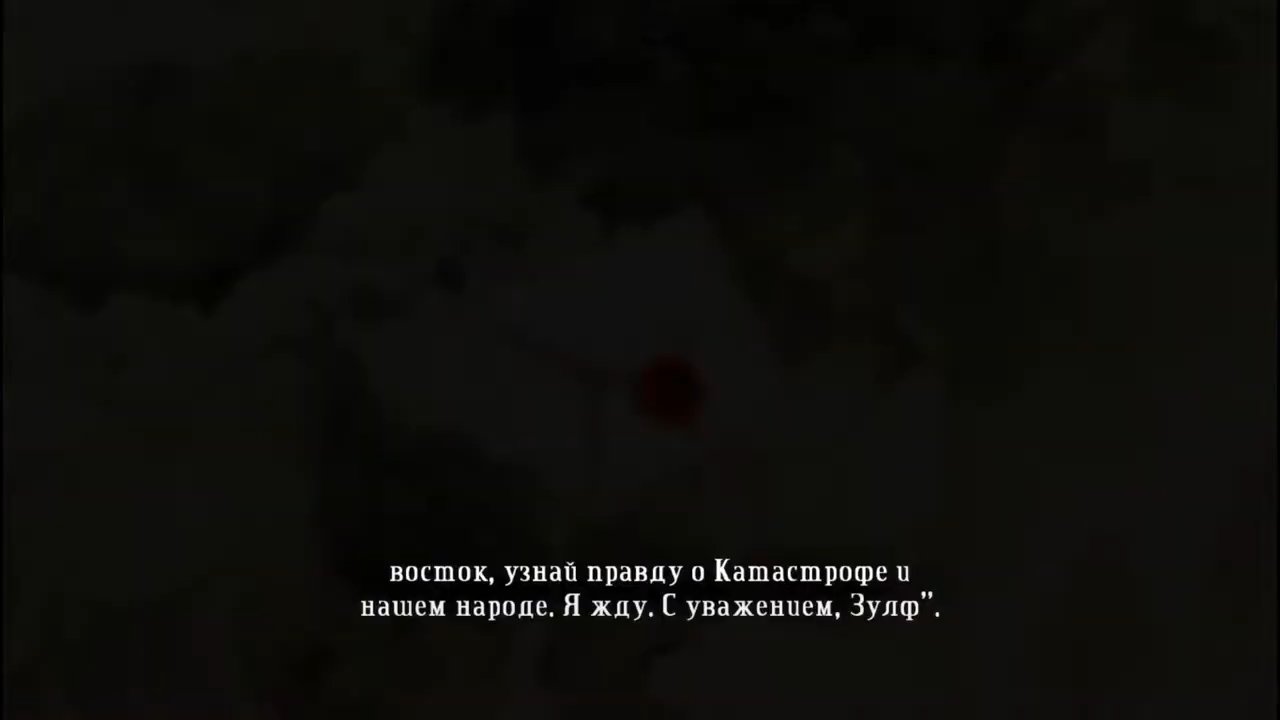 восток, узнай правду о Катастрофе и
нашем народе. Я жду. С уважением, Зулф”.